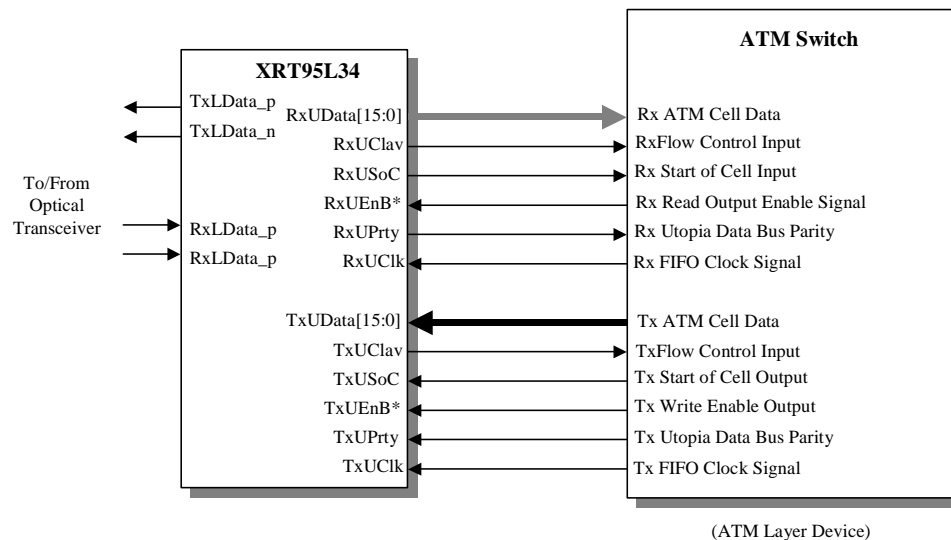 ATM Switch
XRT95L34
TxLData_p
TxLData_n
To/From
Optical
Transceiver
RxLData_p
RxLData_p
RxUData[15:0]
RxUClav
RxUSoC
RxUEnB*
RxUPrty
RxUClk
TxUData[15:0]
TxUClav
TxUSoC
TxUEnB*
TxUPrty
TxUClk
Rx ATM Cell Data
RxFlow Control Input
Rx Start of Cell Input
Rx Read Output Enable Signal
Rx Utopia Data Bus Parity
Rx FIFO Clock Signal
Tx ATM Cell Data
TxFlow Control Input
Tx Start of Cell Output
Tx Write Enable Output
Tx Utopia Data Bus Parity
Tx FIFO Clock Signal
(ATM Layer Device)